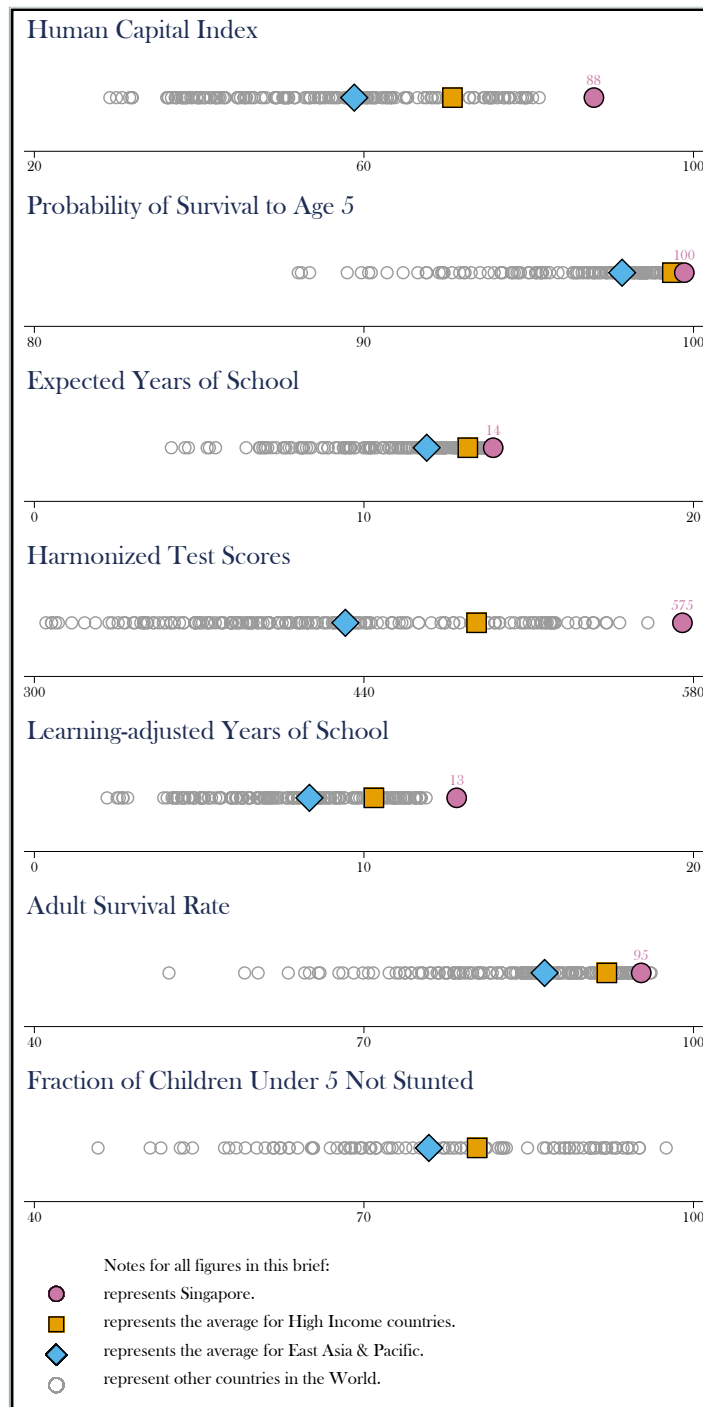 Human Capital Index
88
20 60 100
Probability of Survival to Age 5
100
80 90 100
Expected Years of School
14
0 10 20
Harmonized Test Scores
575
300 440 580
Learning-adjusted Years of School
13
0 10 20
Adult Survival Rate
95
40 70 100
Fraction of Children Under 5 Not Stunted
40 70 100
Notes for all figures in this brief:
represents Singapore.
represents the average for High Income countries.
represents the average for East Asia & Pacific.
represent other countries in the World.